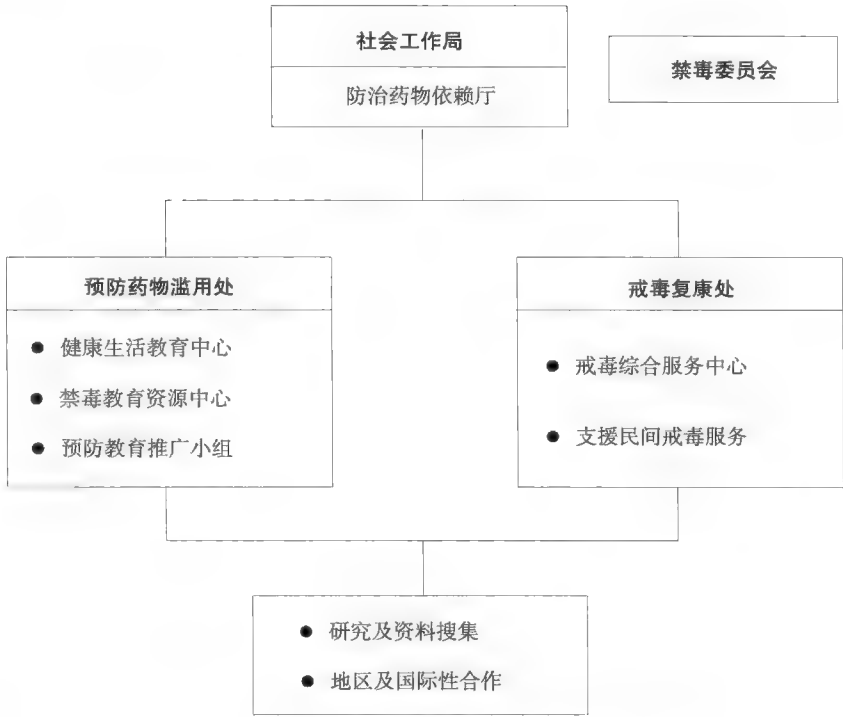 社会工作局
防治药物依赖厅
禁毒委员会
预防药物滥用处
● 健康生活教育中心
● 禁毒教育资源中心
● 预防教育推广小组
戒毒复康处
● 戒毒综合服务中心
● 支援民间戒毒服务
● 研究及资料搜集
● 地区及国际性合作